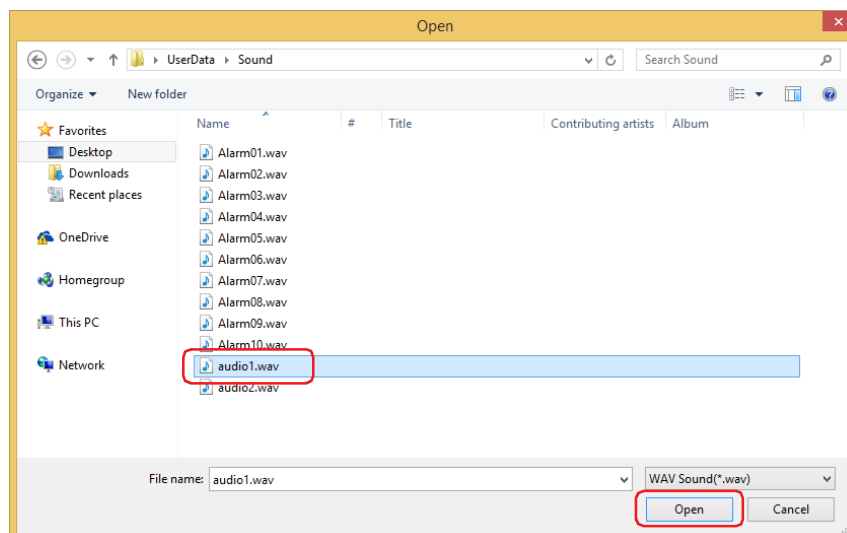 Open
UserData Sound
Search Sound
Organize New folder
Name # Title Contributing artists Album
Favorites
Desktop
Downloads
Recent places
OneDrive
Homegroup
This PC
Network
Alarm01.wav
Alarm02.wav
Alarm03.wav
Alarm04.wav
Alarm05.wav
Alarm06.wav
Alarm07.wav
Alarm08.wav
Alarm09.wav
Alarm10.wav
audio1.wav
audio2.wav
File name: audio1.wav WAV Sound(*.wav)
Open Cancel